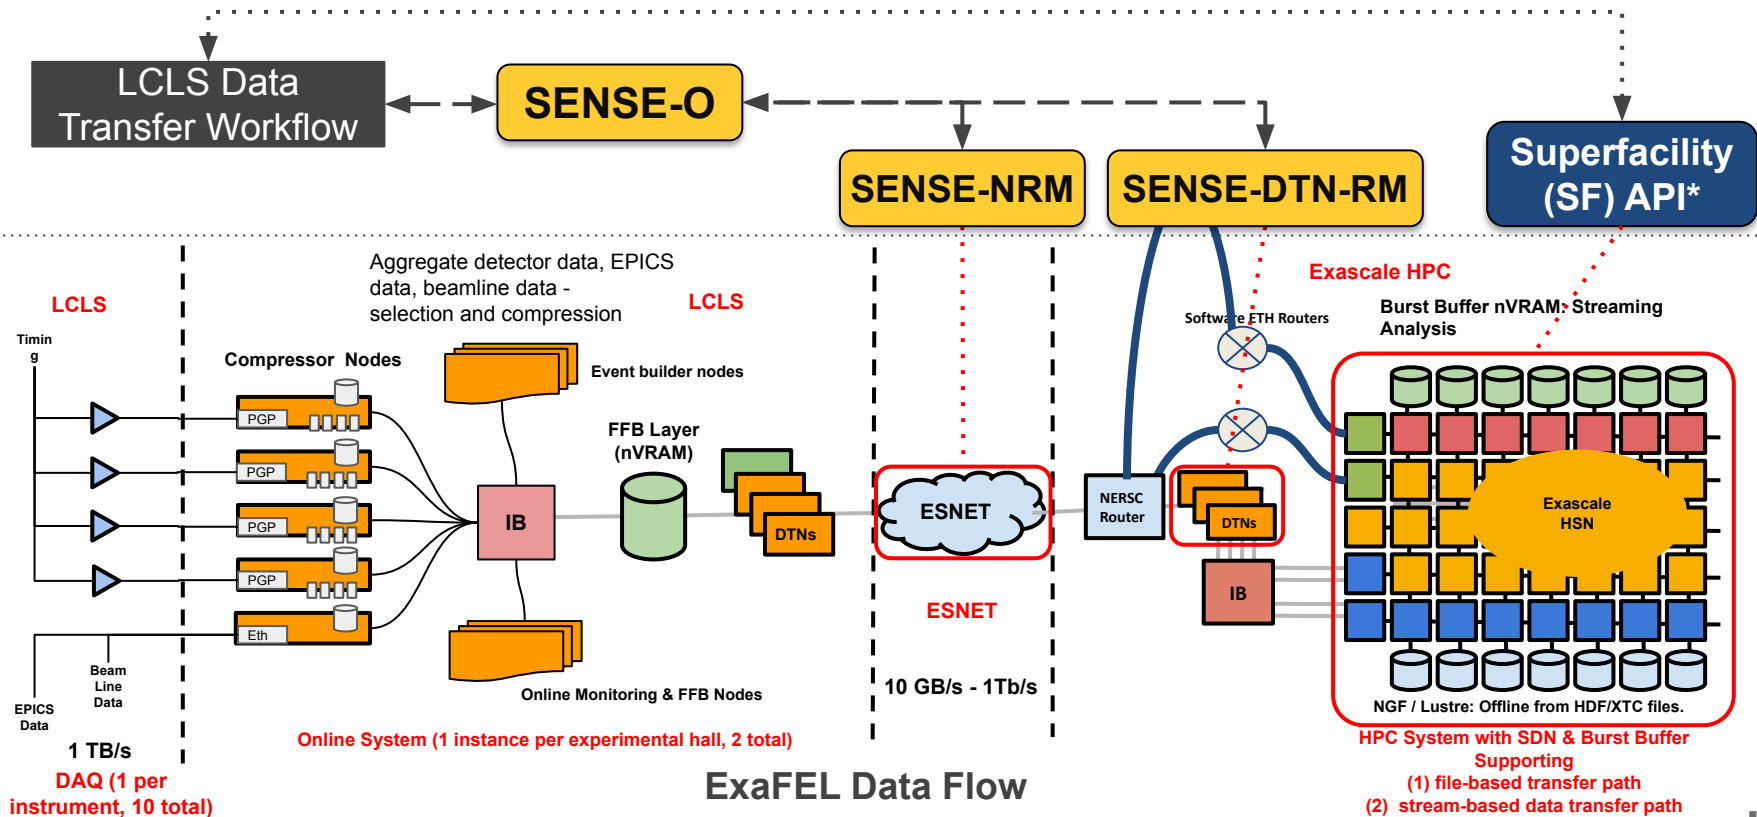 LCLS Data
Transfer Workflow
SENSE-O
SENSE-NRM
SENSE-DTN-RM
Superfacility
(SF) API*
LCLS
Timin
g
Aggregate detector data, EPICS
data, beamline data -
selection and compression
LCLS
Compressor Nodes
PGP
PGP
PGP
PGP
Eth
Event builder nodes
IB
FFB Layer
(nVRAM)
DTNs
Online Monitoring & FFB Nodes
Beam
Line
Data
EPICS
Data
1 TB/s
DAQ (1 per
instrument, 10 total)
Online System (1 instance per experimental hall, 2 total)
ESNET
ESNET
10 GB/s - 1Tb/s
Exascale HPC
Software ETH Routers
Burst Buffer nVRAM: Streaming
Analysis
NERSC
Router
DTNs
IB
Exascale
HSN
NGF / Lustre: Offline from HDF/XTC files.
HPC System with SDN & Burst Buffer
Supporting
(1) file-based transfer path
(2) stream-based data transfer path
ExaFEL Data Flow